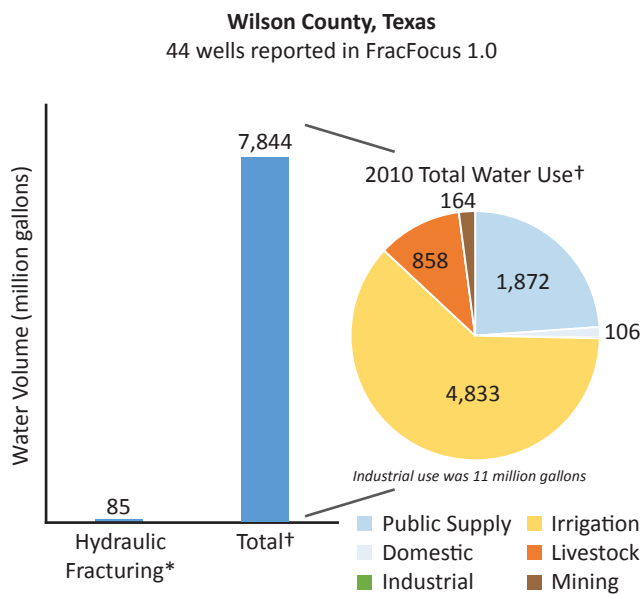 Wilson County, Texas
44 wells reported in FracFocus 1.0
Water Volume (million gallons)
7,844
85
Hydraulic
Fracturing*
Total†
2010 Total Water Use†
164
858
1,872
106
4,833
Industrial use was 11 million gallons
Public Supply
Irrigation
Domestic
Livestock
Industrial
Mining